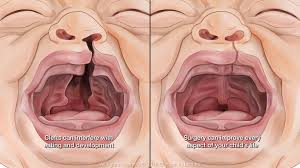 Clefts can interfere with
eating and development
Surgery can improve every
aspect of your child's life